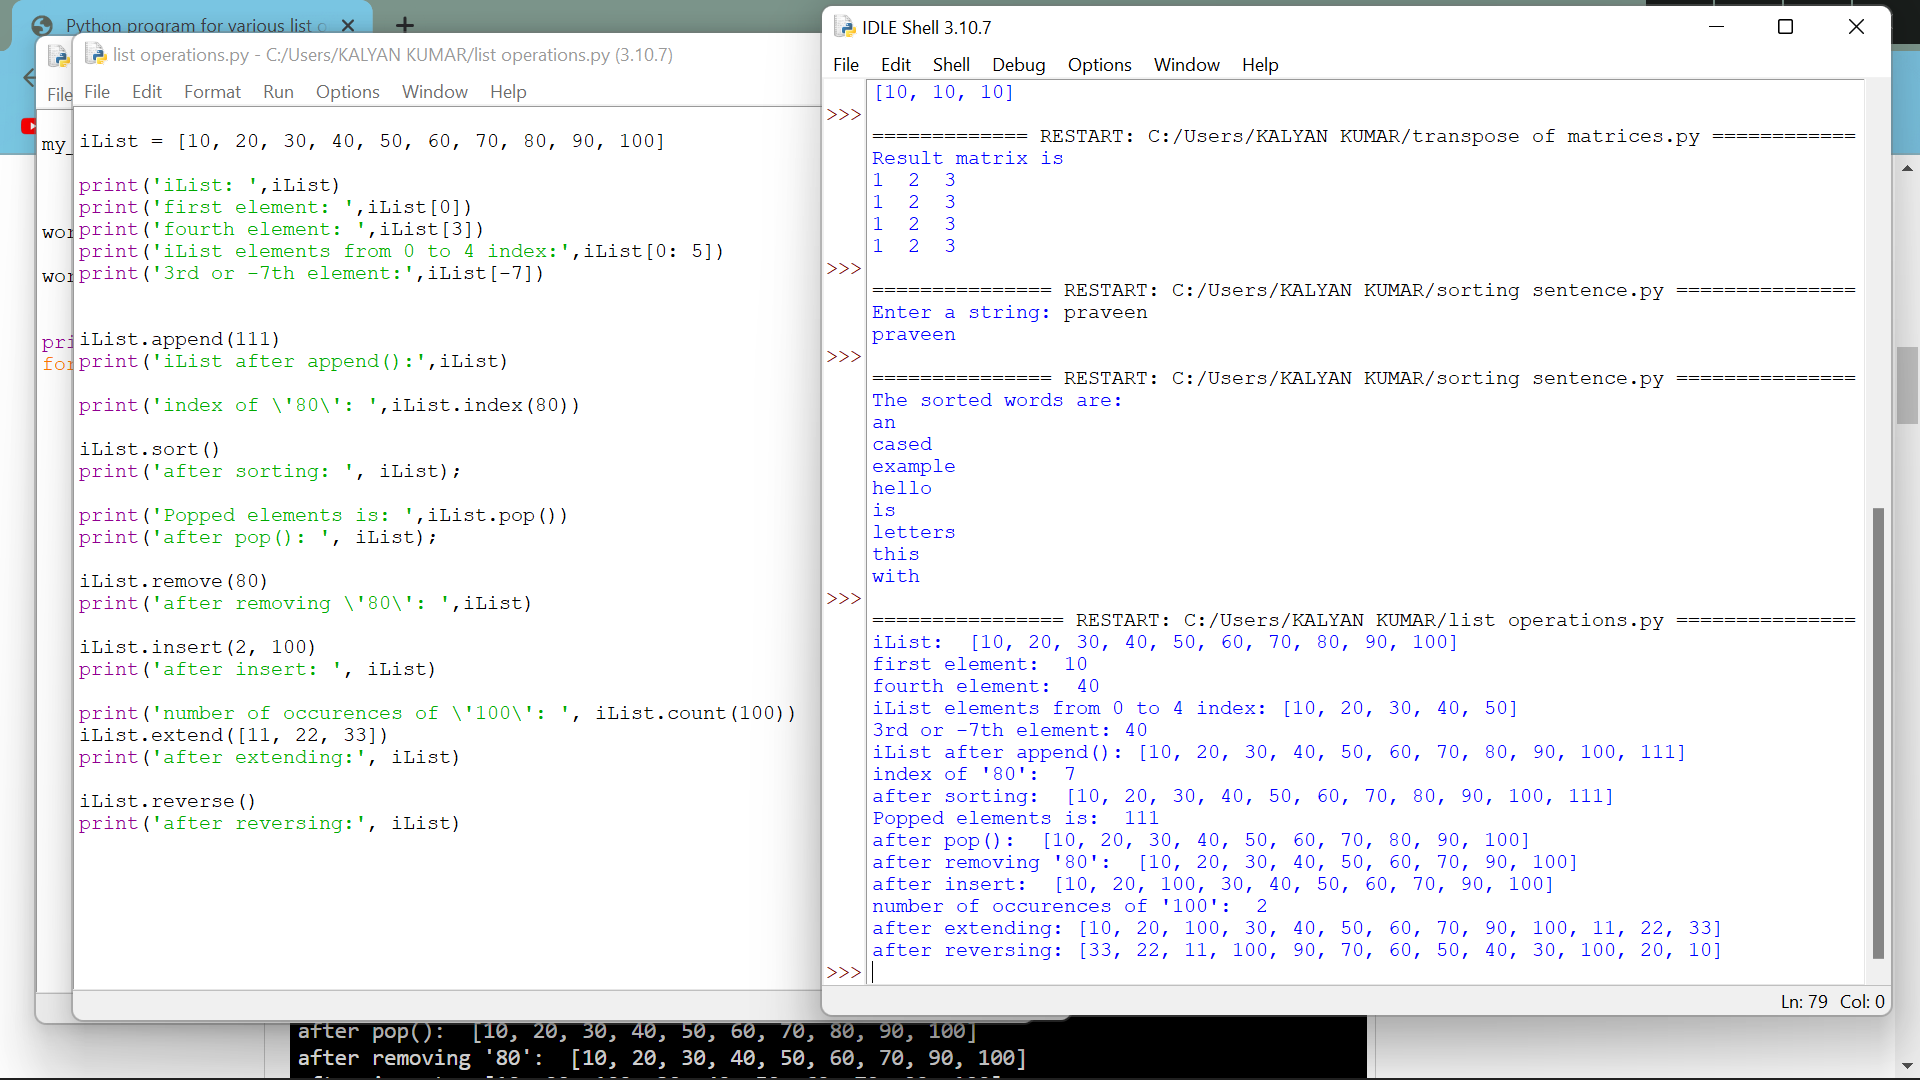 Python program for various list o
list operations.py - C:/Users/KALYAN KUMAR/list operations.py (3.10.7)
File
File Edit Format Run Options Window Help
my_
wor
wor
pri
for
iList = [10, 20, 30, 40, 50, 60, 70, 80, 90, 100]
print('iList: ',iList)
print('first element: ',iList[0])
print('fourth element: ',iList[3])
print('iList elements from 0 to 4 index:',iList[0: 5])
print('3rd or -7th element:',iList[-7])
iList.append(111)
print('iList after append():',iList)
print('index of \'80\': ',iList.index(80))
iList.sort()
print('after sorting: ', iList);
print('Popped elements is: ',iList.pop())
print('after pop(): ', iList);
iList.remove(80)
print('after removing \'80\': ',iList)
iList.insert(2, 100)
print('after insert: ', iList)
print('number of occurences of \'100\': ', iList.count(100))
iList.extend([11, 22, 33])
print('after extending:', iList)
iList.reverse()
print('after reversing:', iList)
IDLE Shell 3.10.7
File Edit Shell Debug Options Window Help
[10, 10, 10]
>>>
============= RESTART: C:/Users/KALYAN KUMAR/transpose of matrices.py ============
Result matrix is
1  2  3
1  2  3
1  2  3
1  2  3
>>>
=============== RESTART: C:/Users/KALYAN KUMAR/sorting sentence.py ===============
Enter a string: praveen
praveen
>>>
=============== RESTART: C:/Users/KALYAN KUMAR/sorting sentence.py ===============
The sorted words are:
an
cased
example
hello
is
letters
this
with
>>>
================ RESTART: C:/Users/KALYAN KUMAR/list operations.py ===============
iList:  [10, 20, 30, 40, 50, 60, 70, 80, 90, 100]
first element:  10
fourth element:  40
iList elements from 0 to 4 index: [10, 20, 30, 40, 50]
3rd or -7th element: 40
iList after append(): [10, 20, 30, 40, 50, 60, 70, 80, 90, 100, 111]
index of '80':  7
after sorting:  [10, 20, 30, 40, 50, 60, 70, 80, 90, 100, 111]
Popped elements is:  111
after pop():  [10, 20, 30, 40, 50, 60, 70, 80, 90, 100]
after removing '80':  [10, 20, 30, 40, 50, 60, 70, 90, 100]
after insert:  [10, 20, 100, 30, 40, 50, 60, 70, 90, 100]
number of occurences of '100':  2
after extending: [10, 20, 100, 30, 40, 50, 60, 70, 90, 100, 11, 22, 33]
after reversing: [33, 22, 11, 100, 90, 70, 60, 50, 40, 30, 100, 20, 10]
>>>
Ln: 79 Col: 0
after pop():  [10, 20, 30, 40, 50, 60, 70, 80, 90, 100]
after removing '80':  [10, 20, 30, 40, 50, 60, 70, 90, 100]